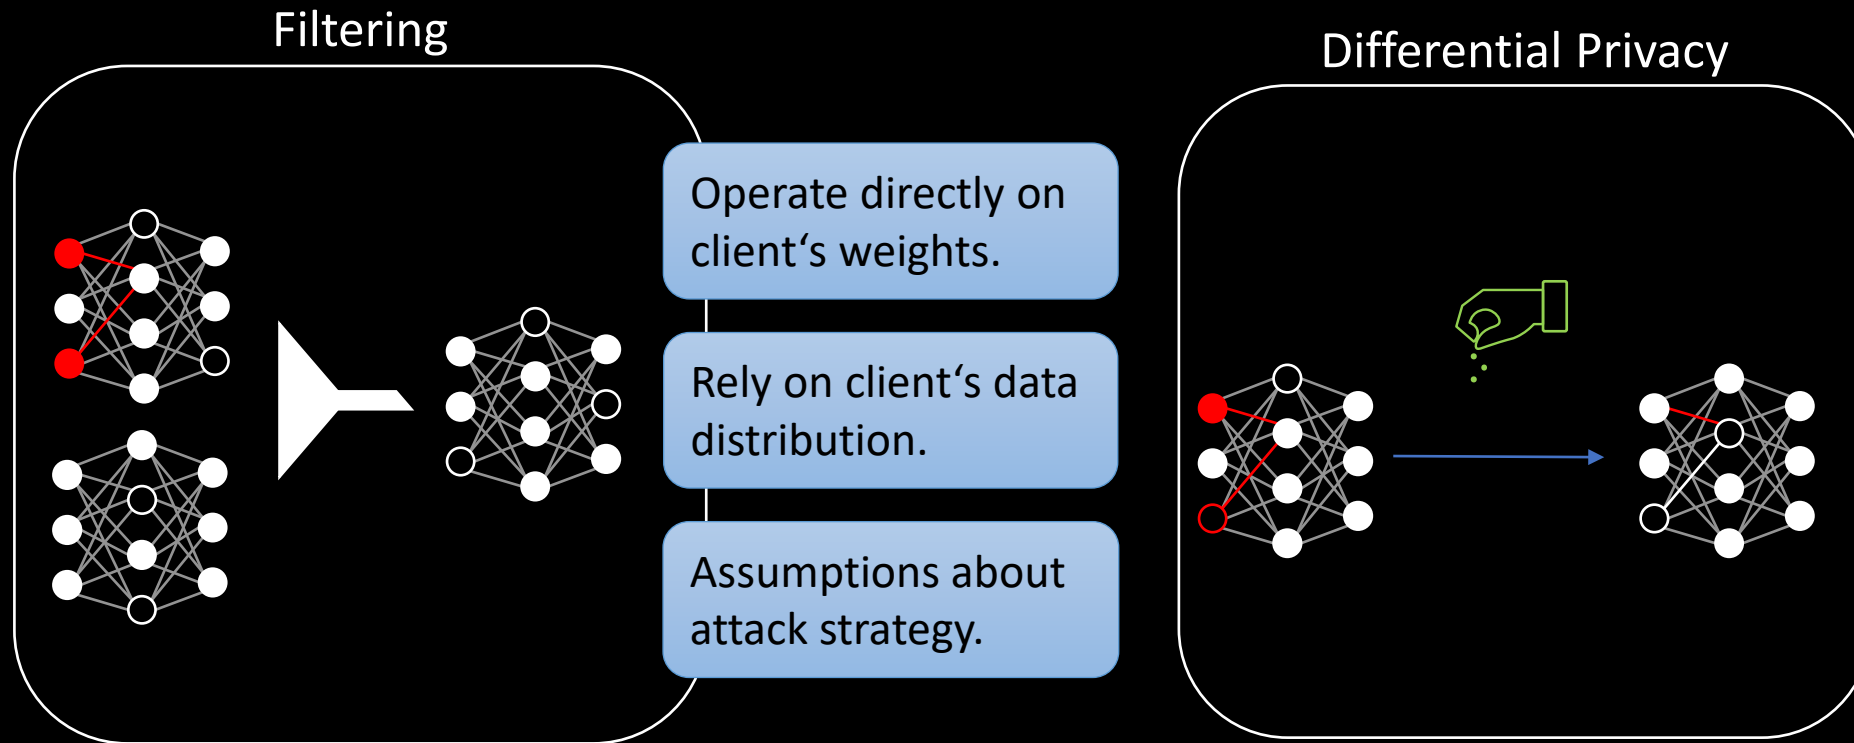 Filtering
Differential Privacy
Operate directly on
client‘s weights.
Rely on client‘s data
distribution.
Assumptions about
attack strategy.